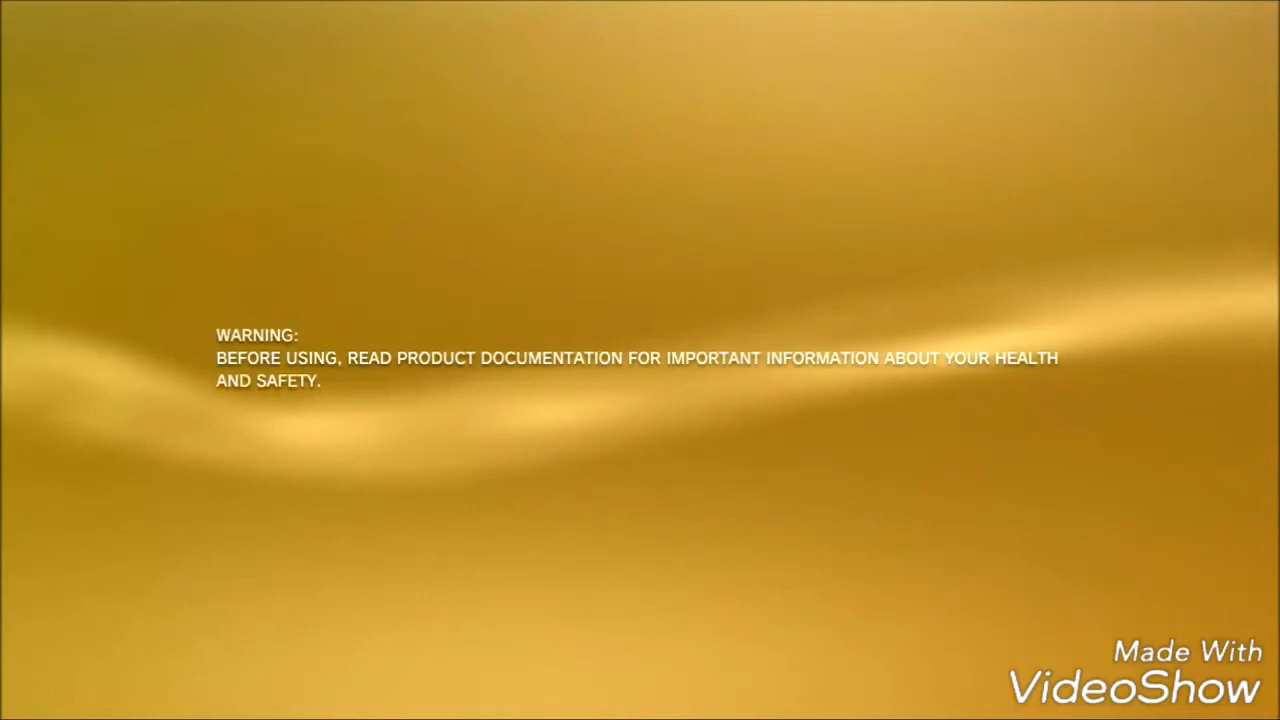 WARNING:
BEFORE USING, READ PRODUCT DOCUMENTATION FOR IMPORTANT INFORMATION ABOUT YOUR HEALTH
AND SAFETY.
Made With
VideoShow